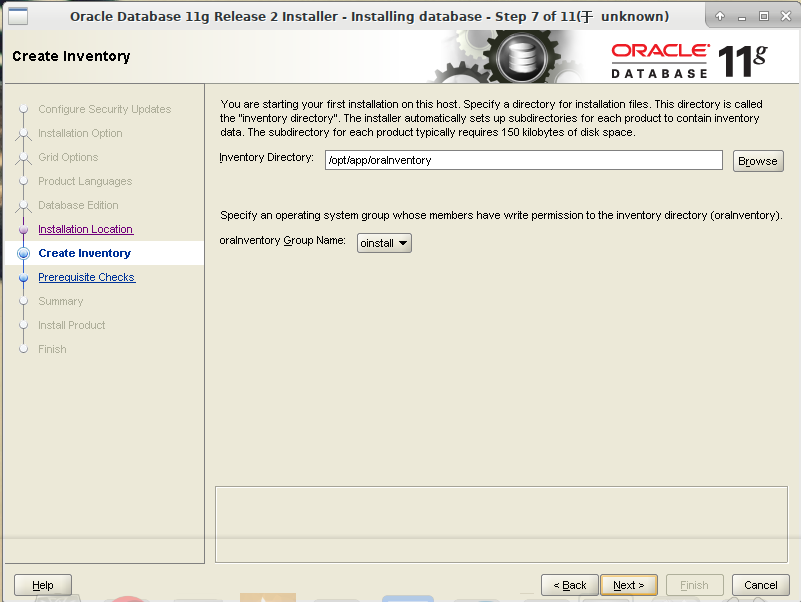 Oracle Database 11g Release 2 Installer - Installing database - Step 7 of 11(于 unknown)
Create Inventory
ORACLE
DATABASE
11g
Configure Security Updates
Installation Option
Grid Options
Product Languages
Database Edition
Installation Location
Create Inventory
Prerequisite Checks
Summary
Install Product
Finish
You are starting your first installation on this host. Specify a directory for installation files. This directory is called
the "inventory directory". The installer automatically sets up subdirectories for each product to contain inventory
data. The subdirectory for each product typically requires 150 kilobytes of disk space.
Inventory Directory: /opt/app/oraInventory Browse
Specify an operating system group whose members have write permission to the inventory directory (oraInventory).
oraInventory Group Name: oinstall
Help < Back Next > Finish Cancel